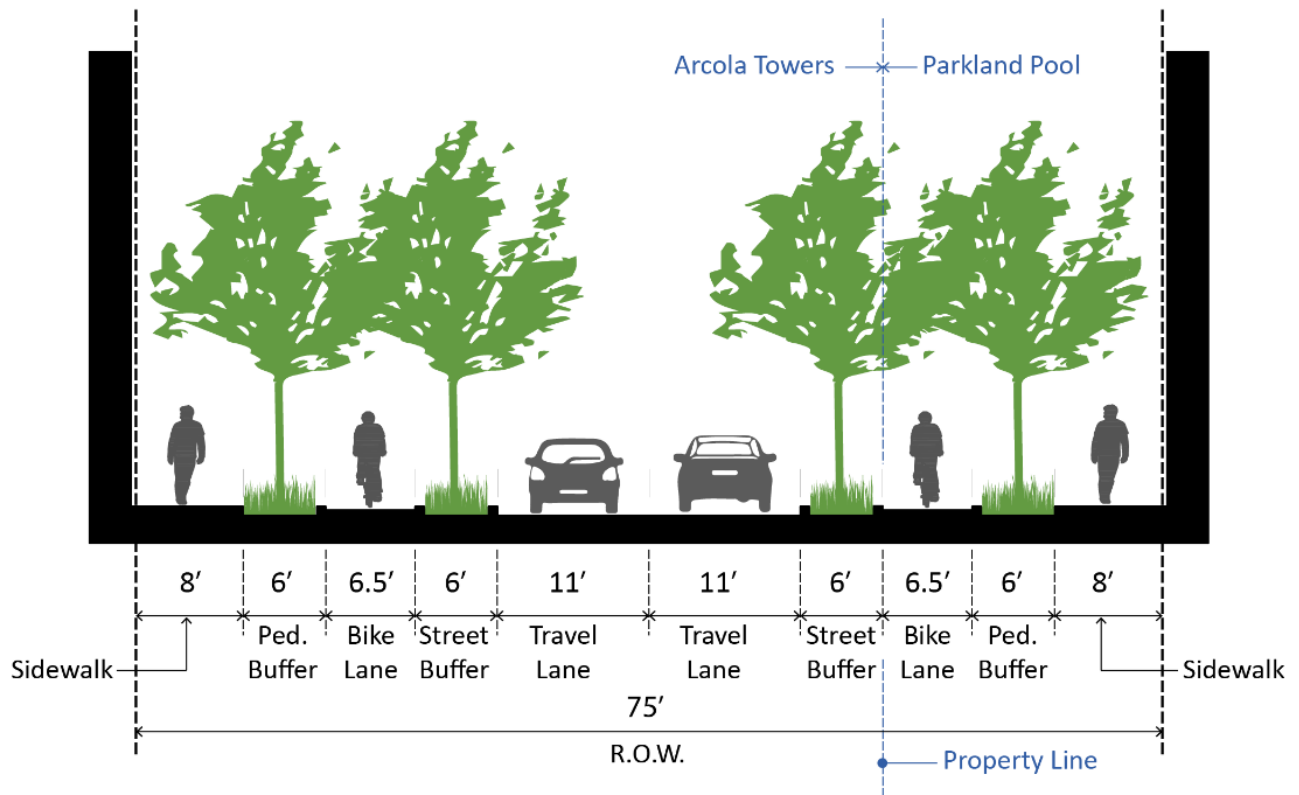 Arcola Towers Parkland Pool
8′ 6′ 6.5′ 6′ 11′ 11′ 6′ 6.5′ 6′ 8′
Sidewalk
Ped.
Buffer
Bike
Lane
Street
Buffer
Travel
Lane
Travel
Lane
Street
Buffer
Bike
Lane
Ped.
Buffer
Sidewalk
75′
R.O.W.
Property Line